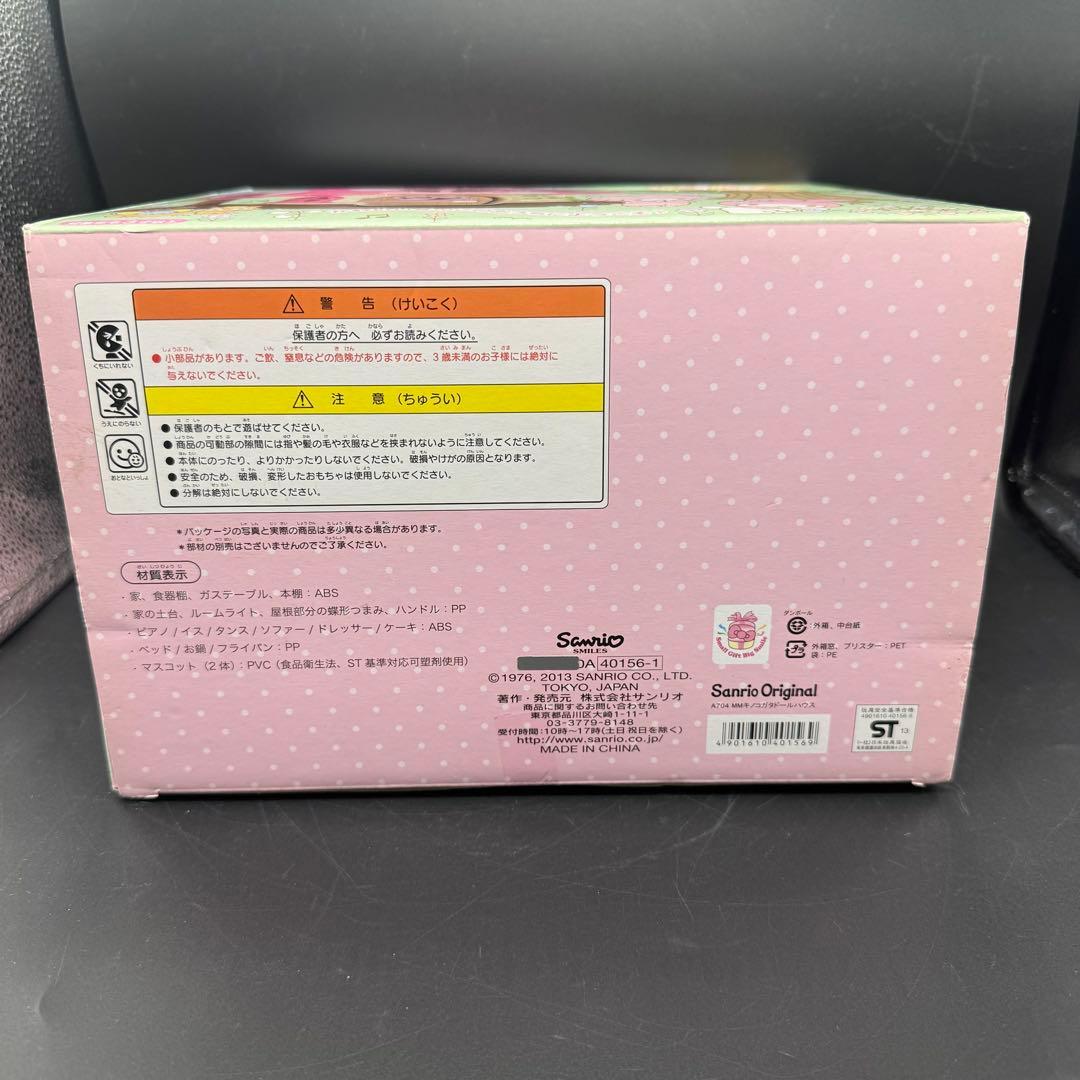 警 告 (けいこく)
保護者の方へ 必ずお読みください。
●小部品があります。ご飲、窒息などの危険がありますので、3歳未満のお子様には絶対に
与えないでください。
くちにいれない
注 意 (ちゅうい)
うえにのらない
●保護者のもとで遊ばせてください。
●商品の可動部の隙間には指や髪の毛や衣服などを挟まれないように注意してください。
●本体にのったり、よりかかったりしないでください。破損やけがの原因となります。
●安全のため、破損、変形したおもちゃは使用しないでください。
●分解は絶対にしないでください。
おとなといっしょ
*パッケージの写真と実際の商品は多少異なる場合があります。
*部材の別売はございませんのでご了承ください。
材質表示
・家、食器棚、ガステーブル、本棚:ABS
・家の土台、ルームライト、屋根部分の蝶形つまみ、ハンドル:PP
・ピアノ/イス/タンス/ソファー/ドレッサー/ケーキ:ABS
・ベッド/お鍋/フライパン:PP
・マスコット(2体):PVC(食品衛生法、ST基準対応可塑剤使用)
Sanrio
SMILES
0A 40156-1
©1976, 2013 SANRIO CO., LTD.
TOKYO, JAPAN
著作・発売元 株式会社サンリオ
商品に関するお問い合わせ先
東京都品川区大崎1-11-1
03-3779-8148
受付時間:10時〜17時(土日祝日を除く)
http://www.sanrio.co.jp/
MADE IN CHINA
Small Gift Big Smile
ダンボール
:外箱、中台紙
プラ
:外箱窓、ブリスター:PET
袋:PE
Sanrio Original
A704 MMキノコガタドールハウス
4 901610 401569
玩具安全基準合格
4901610-40156-9
ST 13